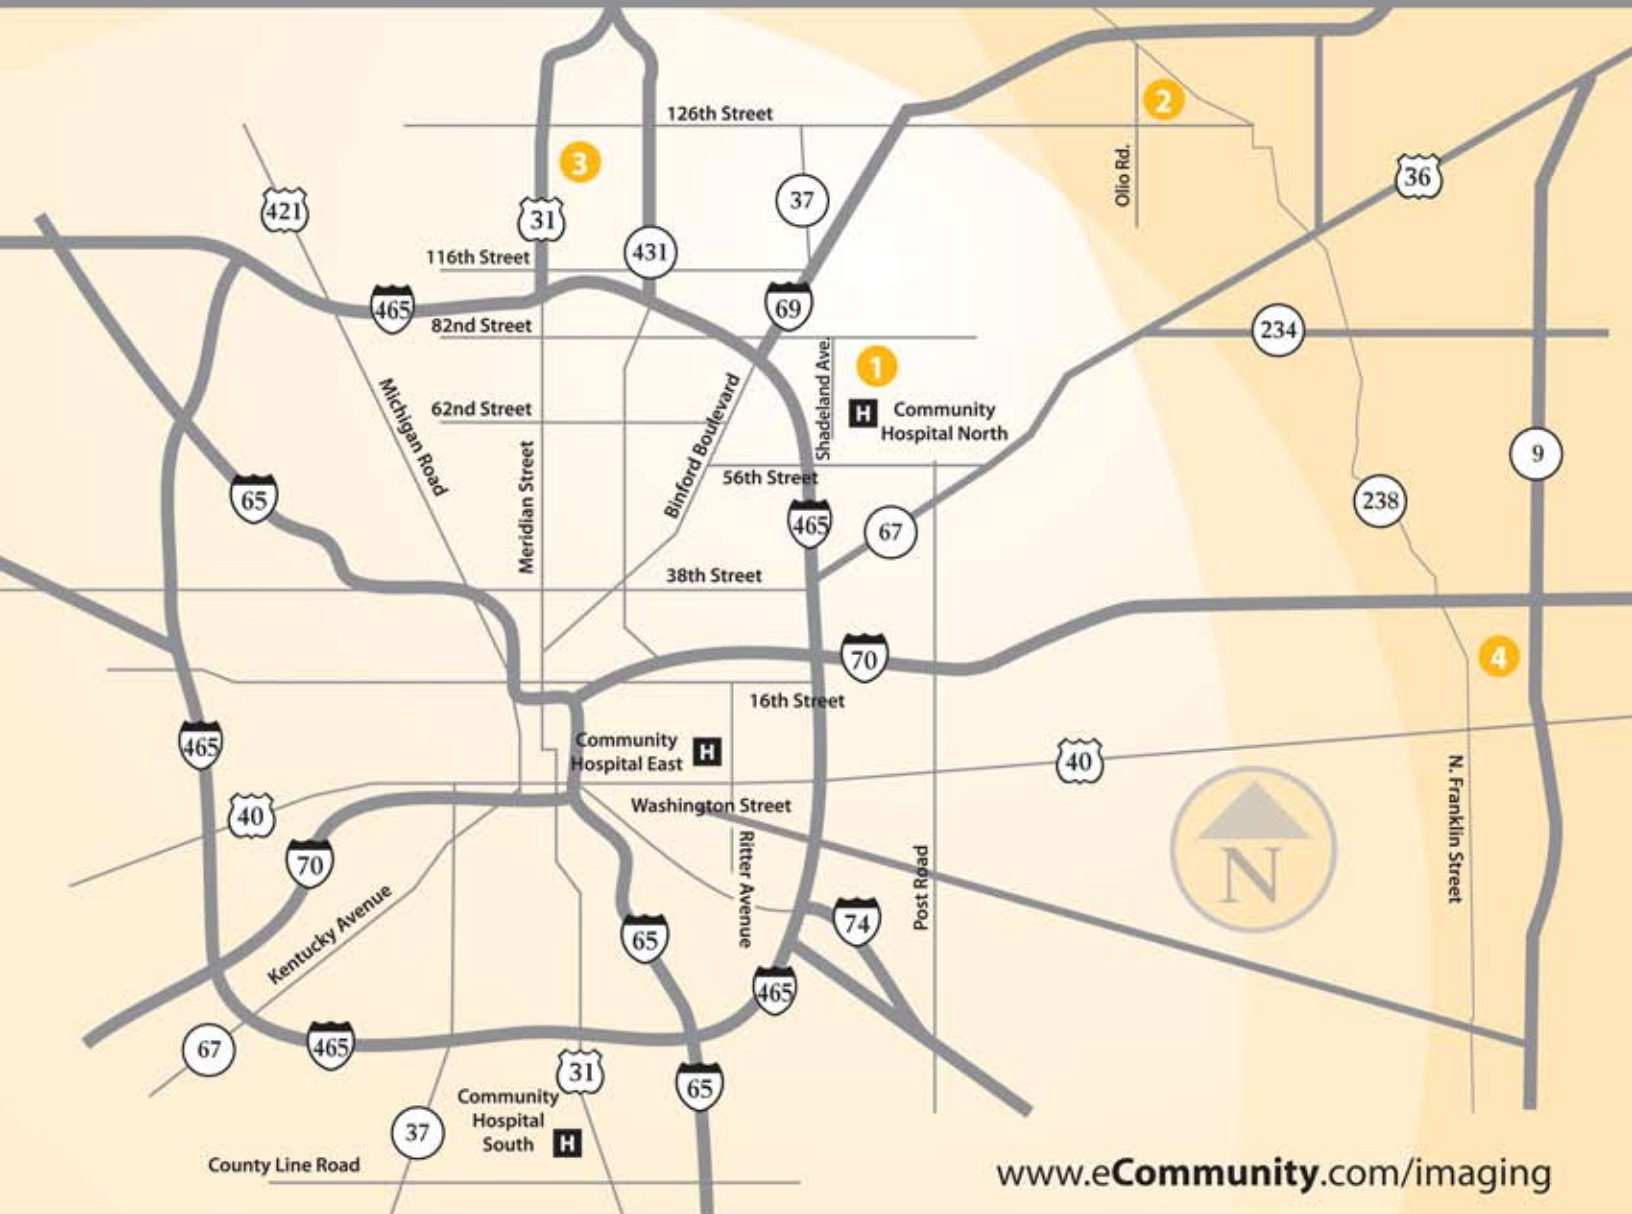 126th Street
2
3
Olio Rd.
36
37
421
31
431
116th Street
465
69
82nd Street
234
Shadeland Ave.
1
Michigan Road
62nd Street
Binford Boulevard
H
Community
Hospital North
Meridian Street
9
56th Street
65
238
465
67
38th Street
70
4
16th Street
465
Community
Hospital East
H
40
N. Franklin Street
40
Washington Street
70
Ritter Avenue
Post Road
N
Kentucky Avenue
74
65
465
67
465
31
65
Community
Hospital
South
H
37
County Line Road
www.eCommunity.com/imaging